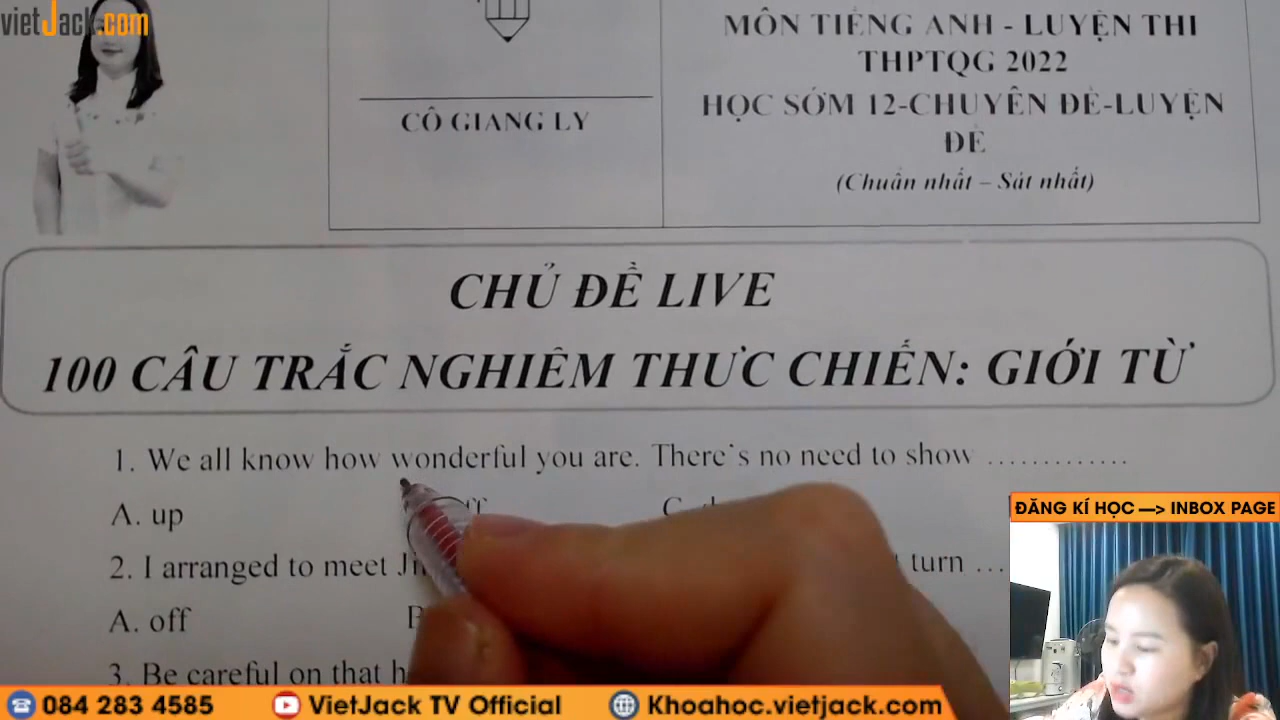 vietJack.com
MÔN TIẾNG ANH - LUYỆN THI
THPTQG 2022
HỌC SỚM 12-CHUYÊN ĐỀ-LUYỆN
ĐỀ
(Chuẩn nhất – Sát nhất)
CÔ GIANG LY
CHỦ ĐỀ LIVE
100 CÂU TRẮC NGHIỆM THỰC CHIẾN: GIỚI TỪ
1. We all know how wonderful you are. There's no need to show .............
A. up
2. I arranged to meet
turn ...
A. off
3. Be careful on that
ĐĂNG KÍ HỌC —> INBOX PAGE
084 283 4585
VietJack TV Official
Khoahoc.vietjack.com